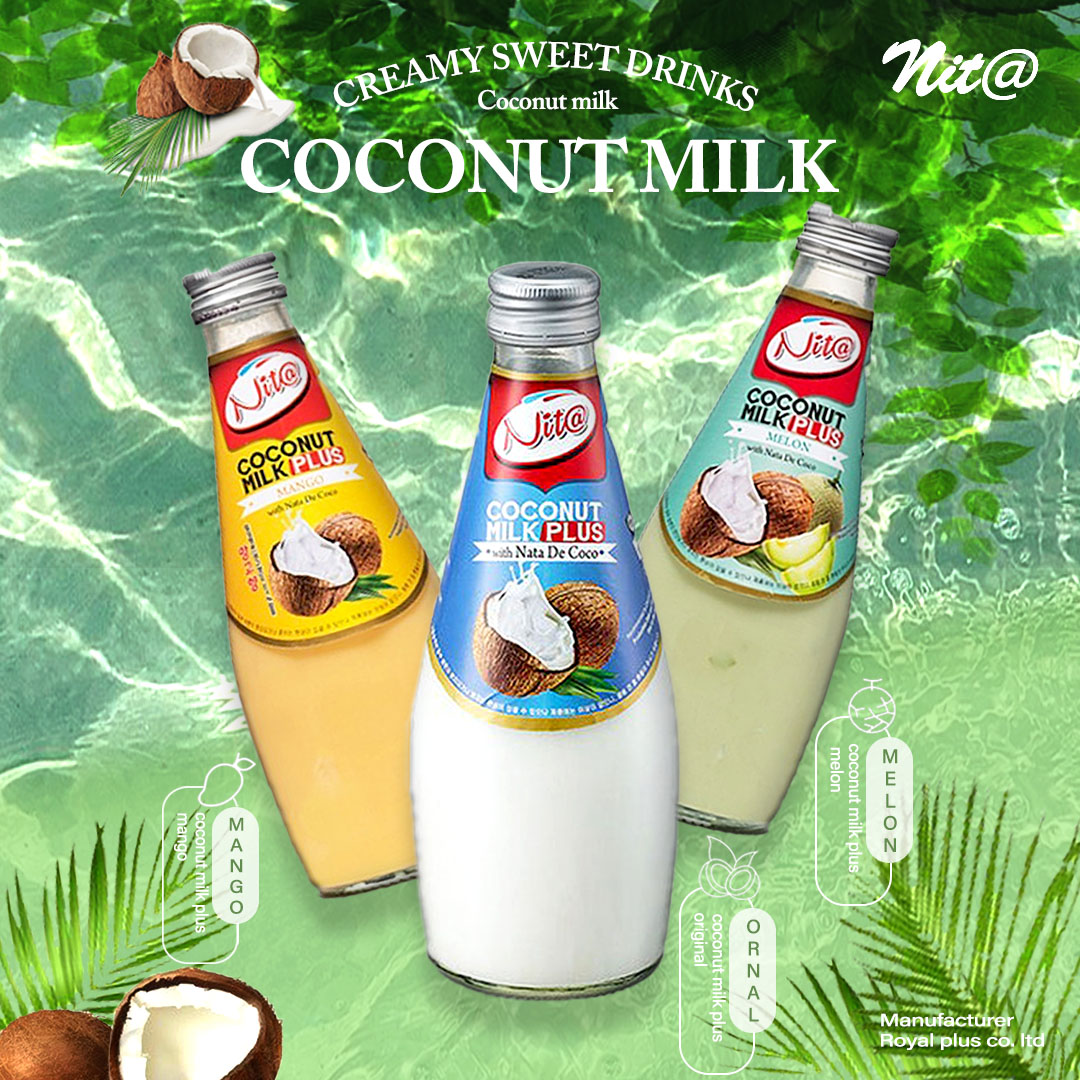 CREAMY SWEET DRINKS
Coconut milk
COCONUT MILK
nit@
Nit@
COCONUT
MILK PLUS
MANGO
with Nata De Coco
Nit@
COCONUT
MILK PLUS
with Nata De Coco
Nit@
COCONUT
MILK PLUS
MELON
with Nata De Coco
MANGO
coconut milk plus
mango
ORNAL
coconut milk plus
original
MELON
coconut milk plus
melon
Manufacturer
Royal plus co. ltd